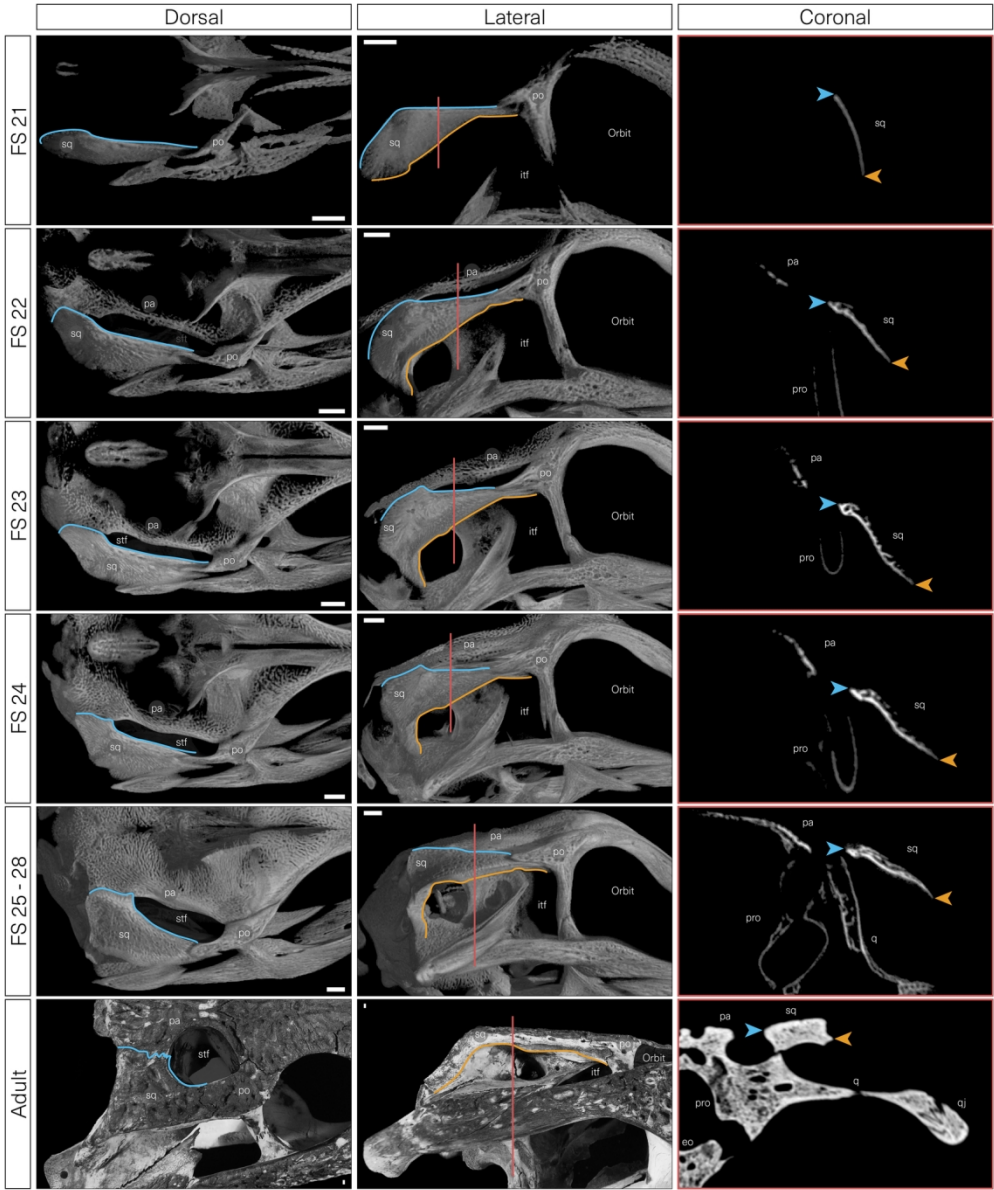 Dorsal Lateral Coronal
FS 21
sq po
po sq itf Orbit
sq
FS 22
pa sq stf po
pa po sq itf Orbit
pa sq pro
FS 23
pa stf sq po
pa po sq itf Orbit
pa sq pro
FS 24
pa stf sq po
pa po sq itf Orbit
pa sq pro
FS 25 - 28
pa stf sq po
pa po sq itf Orbit
pa sq pro q
Adult
pa stf sq po
sq po Orbit itf
sq pa q pro qj eo